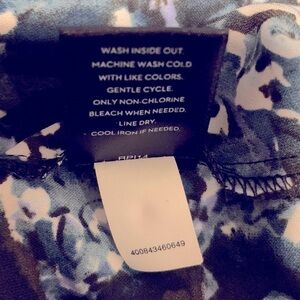 WASH INSIDE OUT.
MACHINE WASH COLD
WITH LIKE COLORS.
GENTLE CYCLE.
ONLY NON-CHLORINE
BLEACH WHEN NEEDED.
LINE DRY.
COOL IRON IF NEEDED.
400843460649